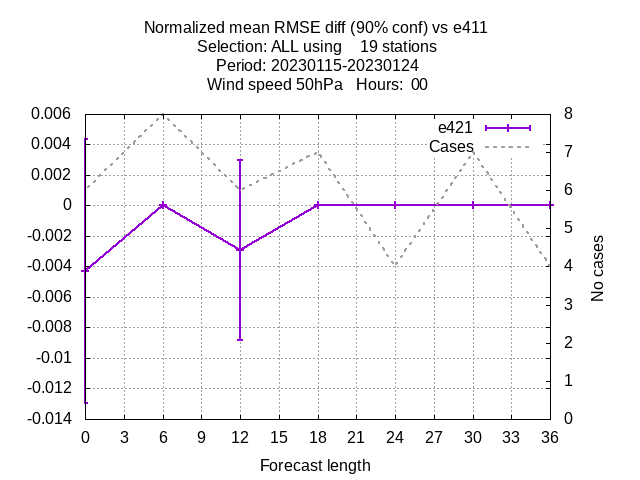 Normalized mean RMSE diff (90% conf) vs e411
Selection: ALL using    19 stations
Period: 20230115-20230124
Wind speed 50hPa   Hours:  00
e421
Cases
0.006
0.004
0.002
0
-0.002
-0.004
-0.006
-0.008
-0.01
-0.012
-0.014
8
7
6
5
4
3
2
1
0
No cases
0 3 6 9 12 15 18 21 24 27 30 33 36
Forecast length